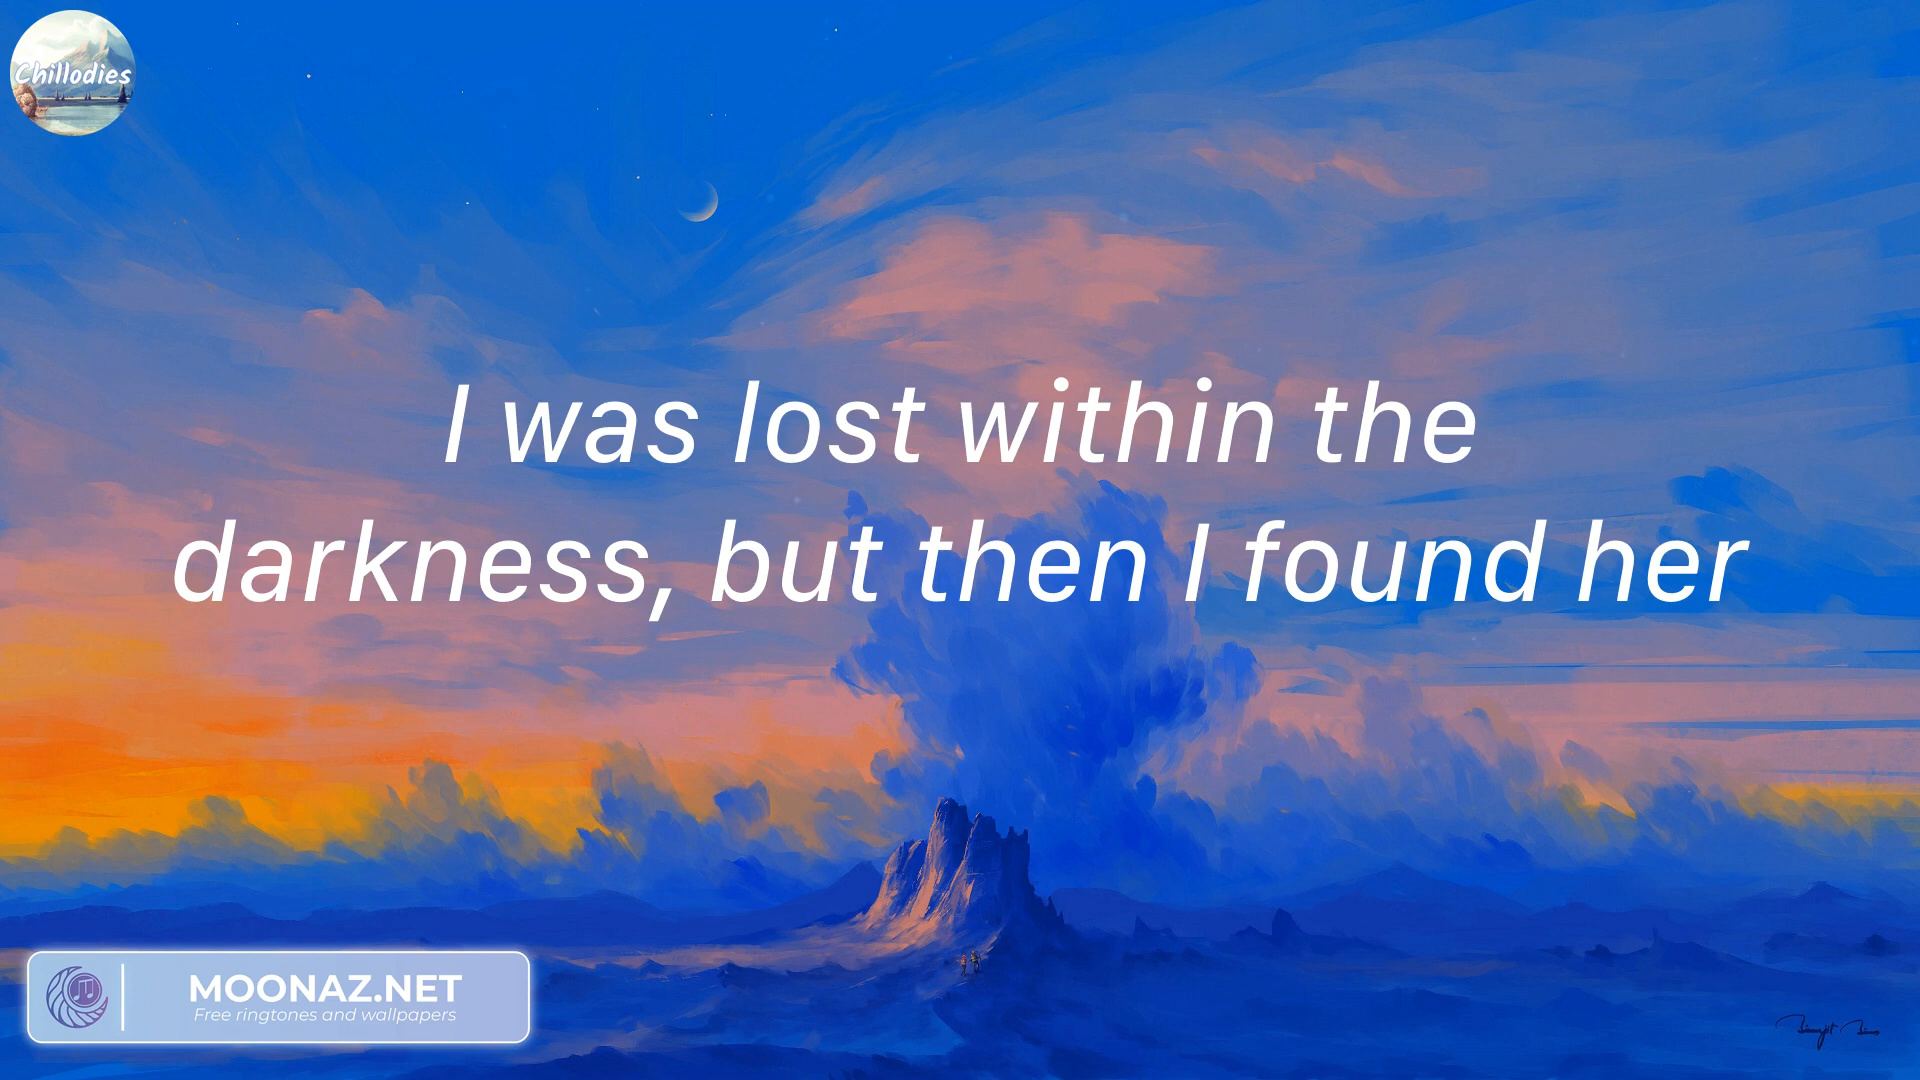 Chillodies
I was lost within the
darkness, but then I found her
MOONAZ.NET
Free ringtones and wallpapers